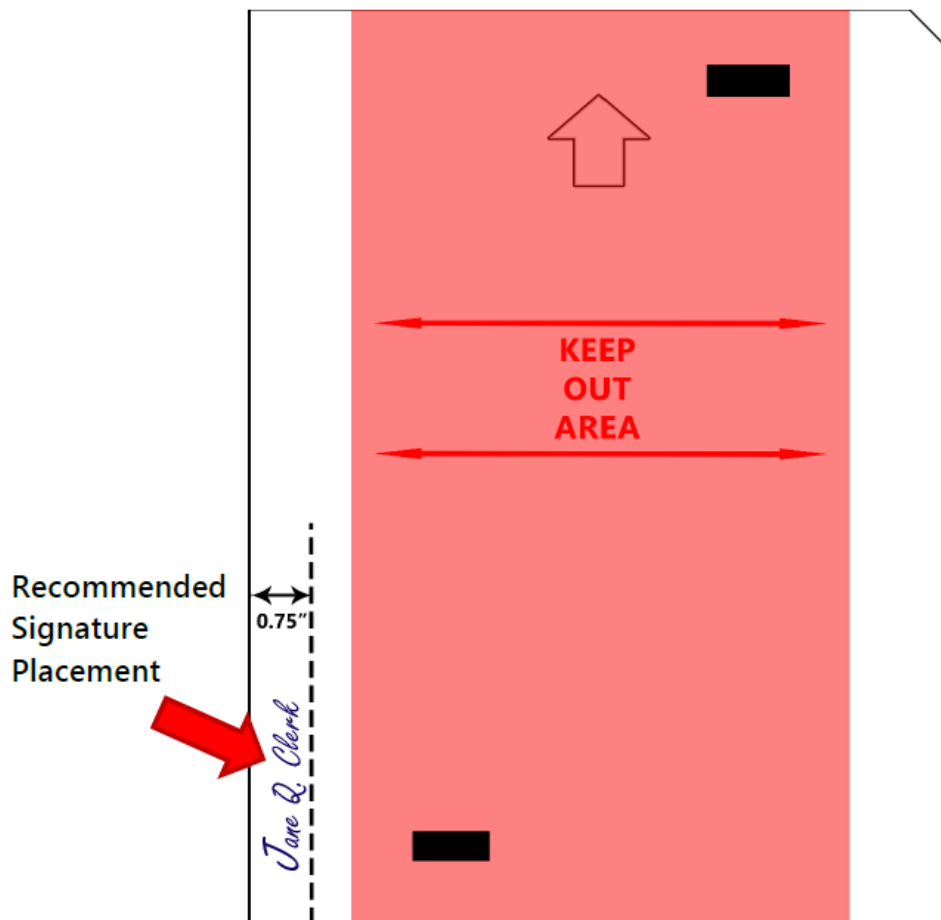 KEEP
OUT
AREA
Recommended
Signature
Placement
0.75”
Jane Q. Clerk